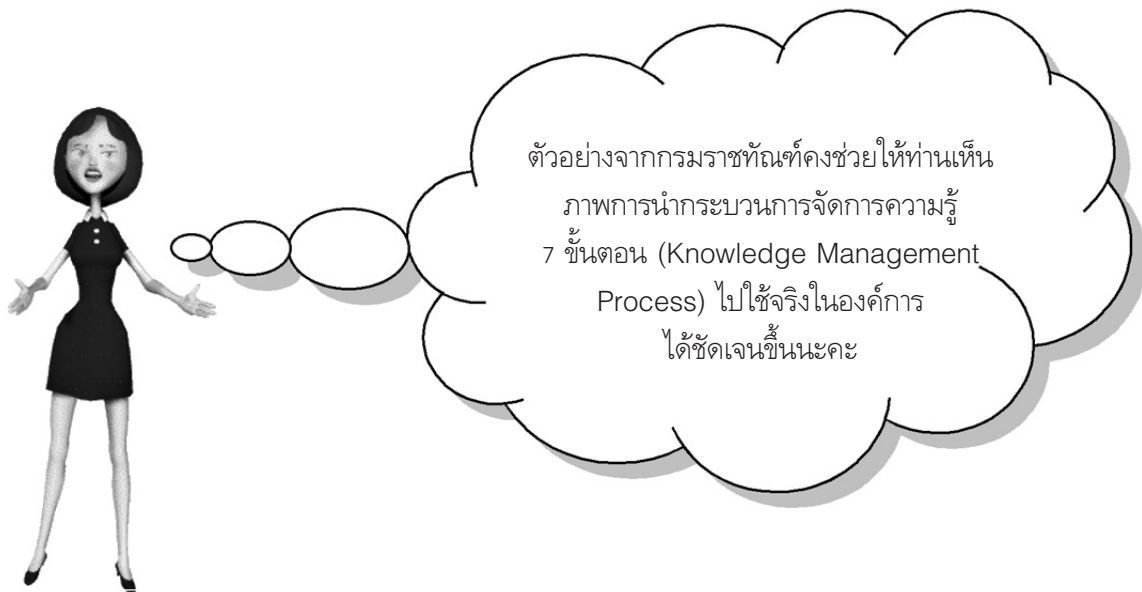 ตัวอย่างจากกรมราชทัณฑ์คงช่วยให้ท่านเห็น
ภาพการนำกระบวนการจัดการความรู้
7 ขั้นตอน (Knowledge Management
Process) ไปใช้จริงในองค์การ
ได้ชัดเจนขึ้นนะคะ